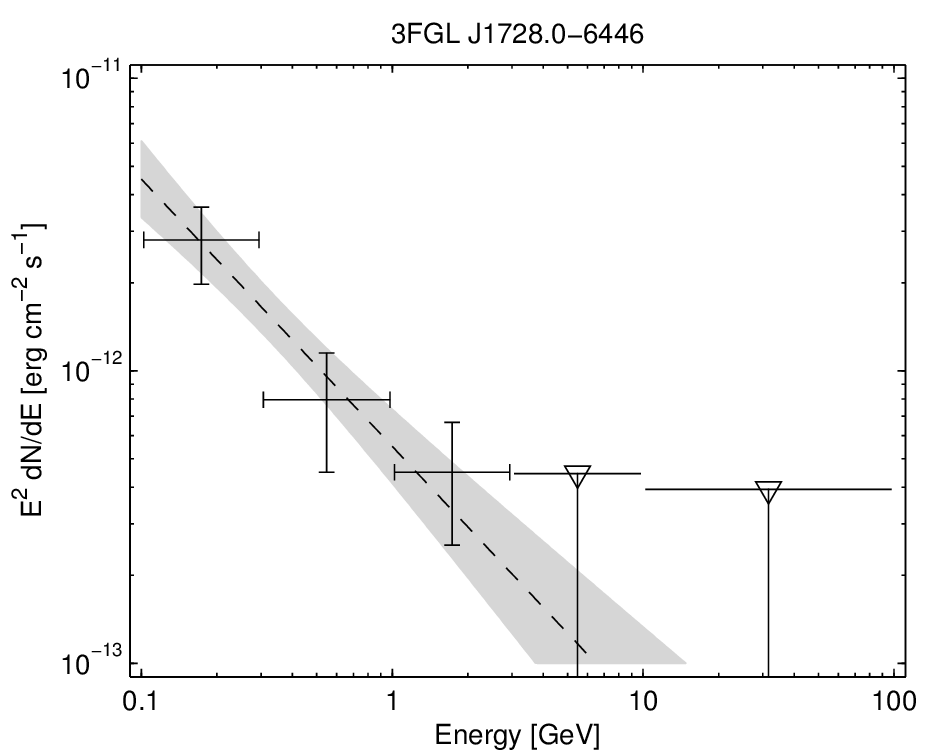 3FGL J1728.0−6446
10⁻¹¹
10⁻¹²
10⁻¹³
E² dN/dE [erg cm⁻² s⁻¹]
0.1 1 10 100
Energy [GeV]